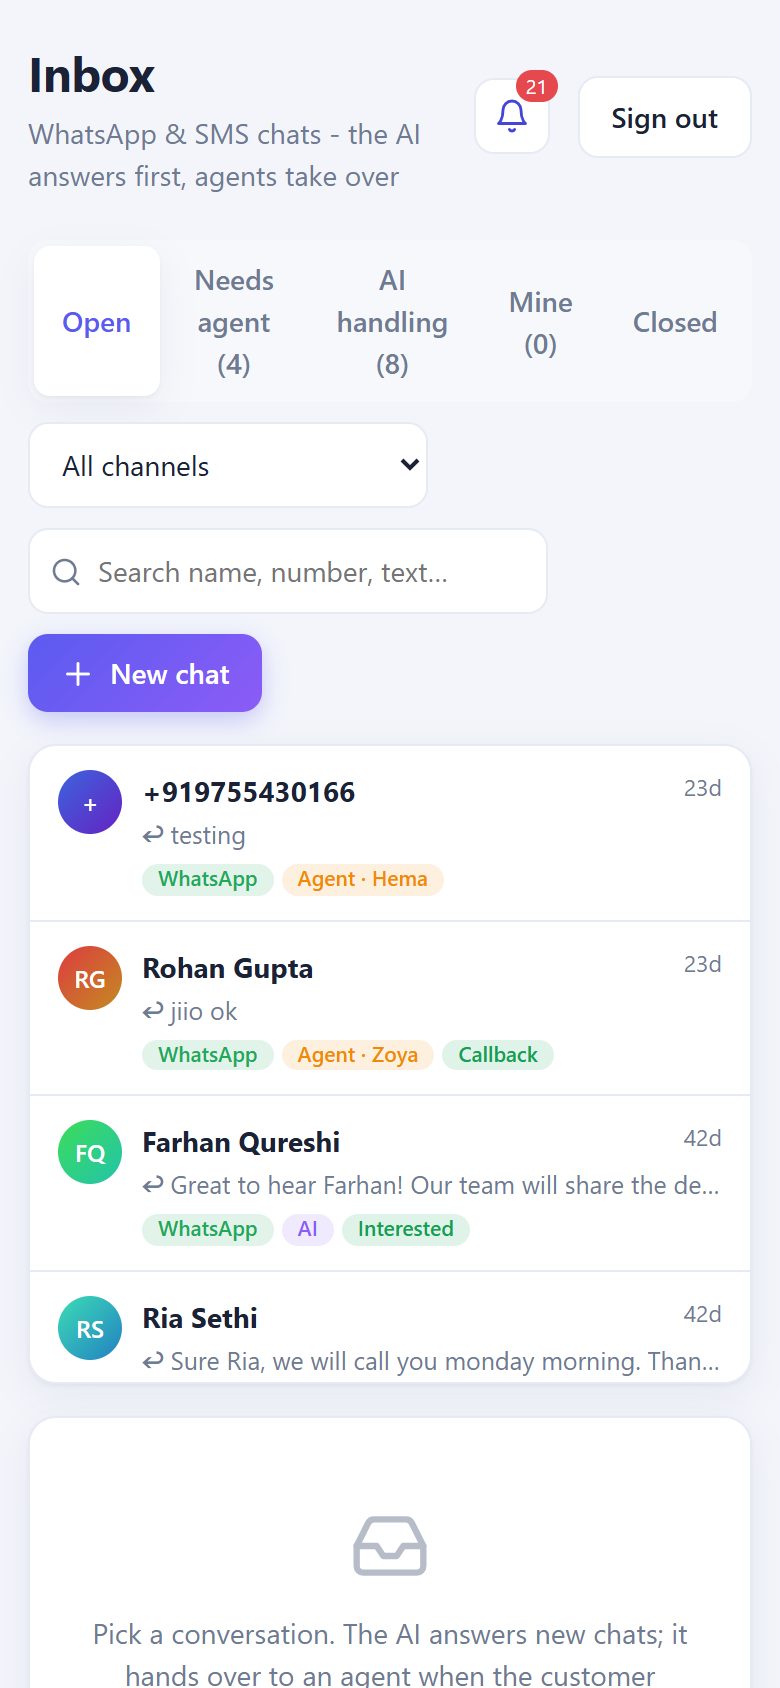 Inbox
WhatsApp & SMS chats - the AI
answers first, agents take over
21
Sign out
Open
Needs
agent
(4)
AI
handling
(8)
Mine
(0)
Closed
All channels
Search name, number, text...
New chat
+
+919755430166
23d
↩ testing
WhatsApp
Agent · Hema
RG
Rohan Gupta
23d
↩ jiio ok
WhatsApp
Agent · Zoya
Callback
FQ
Farhan Qureshi
42d
↩ Great to hear Farhan! Our team will share the de...
WhatsApp
AI
Interested
RS
Ria Sethi
42d
↩ Sure Ria, we will call you monday morning. Than...
Pick a conversation. The AI answers new chats; it
hands over to an agent when the customer